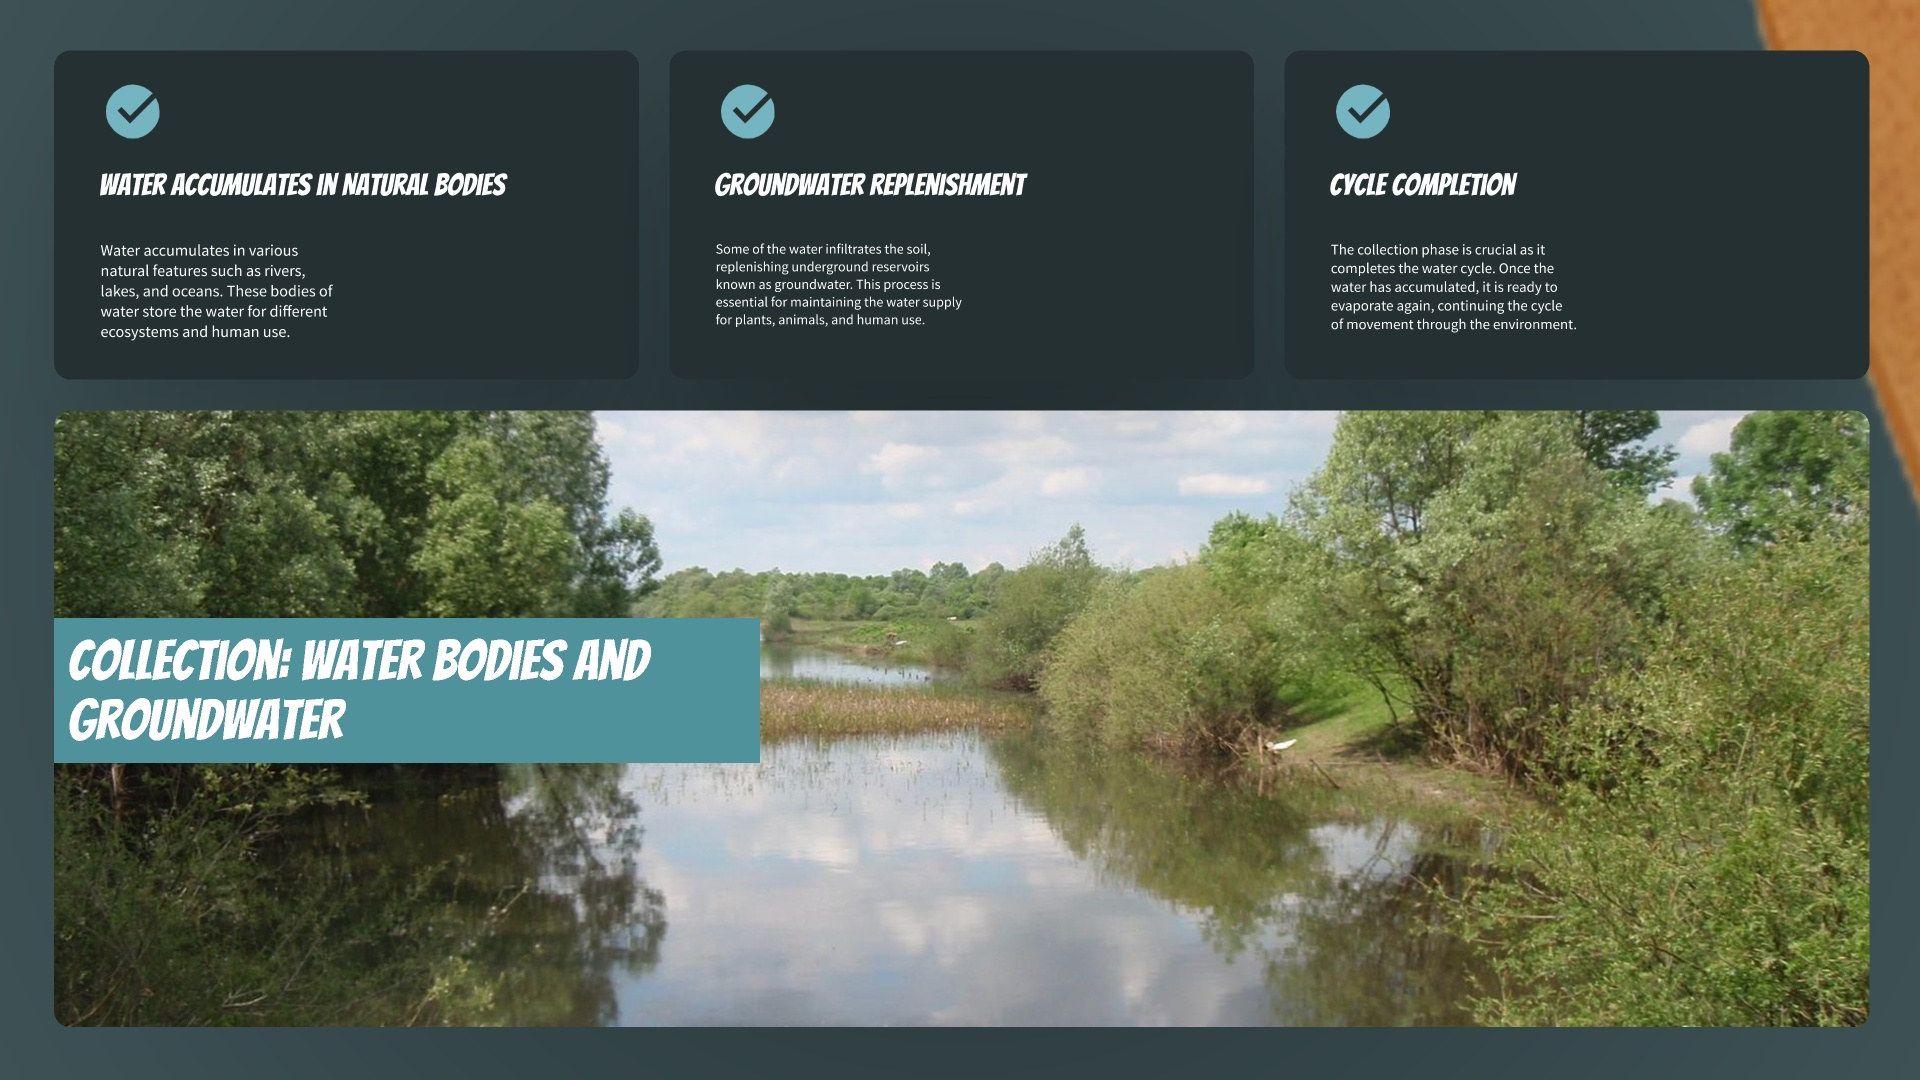 WATER ACCUMULATES IN NATURAL BODIES
Water accumulates in various
natural features such as rivers,
lakes, and oceans. These bodies of
water store the water for different
ecosystems and human use.
GROUNDWATER REPLENISHMENT
Some of the water infiltrates the soil,
replenishing underground reservoirs
known as groundwater. This process is
essential for maintaining the water supply
for plants, animals, and human use.
CYCLE COMPLETION
The collection phase is crucial as it
completes the water cycle. Once the
water has accumulated, it is ready to
evaporate again, continuing the cycle
of movement through the environment.
COLLECTION: WATER BODIES AND
GROUNDWATER